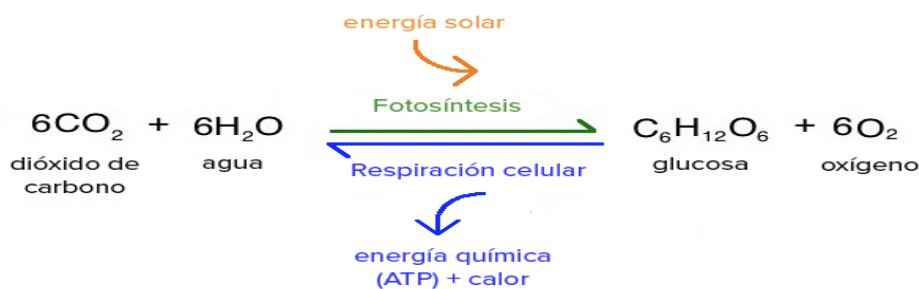 energía solar
Fotosíntesis
6CO₂ + 6H₂O
C₆H₁₂O₆ + 6O₂
dióxido de
carbono
agua
Respiración celular
glucosa
oxígeno
energía química
(ATP) + calor